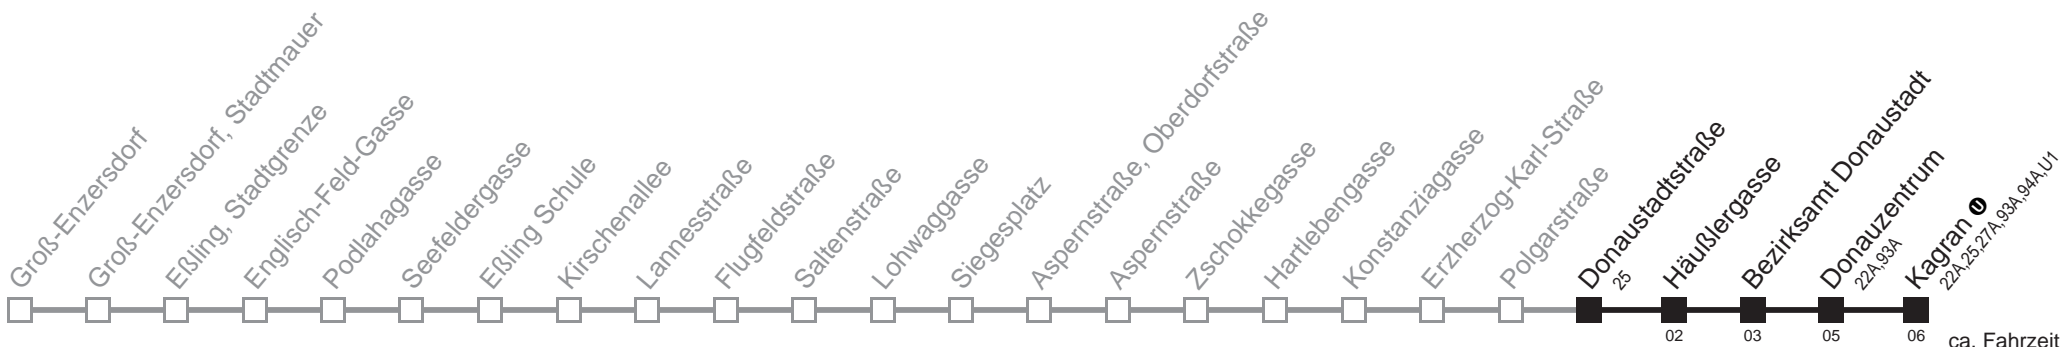 Groß-Enzersdorf
Groß-Enzersdorf, Stadtmauer
Eßling, Stadtgrenze
Englisch-Feld-Gasse
Podlahagasse
Seefeldergasse
Eßling Schule
Kirschenallee
Lannesstraße
Flugfeldstraße
Saltenstraße
Lohwaggasse
Siegesplatz
Aspernstraße, Oberdorfstraße
Aspernstraße
Zschokkegasse
Hartlebengasse
Konstanziagasse
Erzherzog-Karl-Straße
Polgarstraße
Donaustadtstraße
25
Häußlergasse
Bezirksamt Donaustadt
Donauzentrum
22A,93A
Kagran U
22A,25,27A,93A,94A,U1
02
03
05
06
ca. Fahrzeit